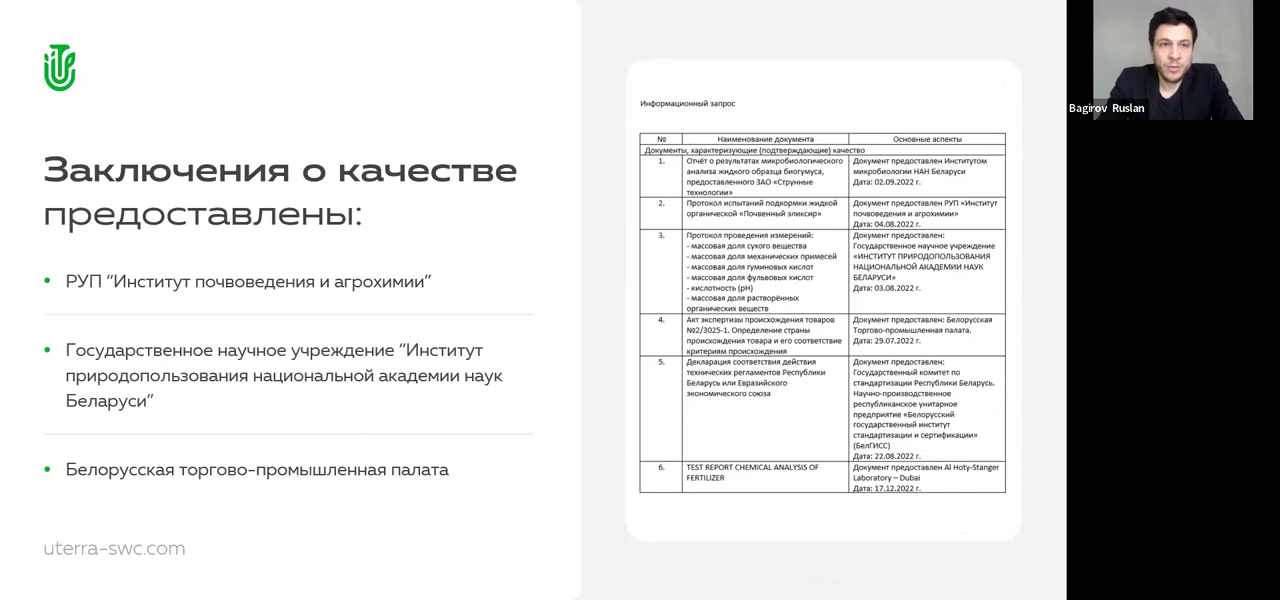 Заключения о качестве
предоставлены:
• РУП “Институт почвоведения и агрохимии”
• Государственное научное учреждение “Институт
природопользования национальной академии наук
Беларуси”
• Белорусская торгово-промышленная палата
uterra-swc.com
Информационный запрос
№ Наименование документа Основные аспекты
Документы, характеризующие (подтверждающие) качество
1. Отчёт о результатах микробиологического
анализа жидкого образца биогумуса,
предоставленного ЗАО «Струнные
технологии»
Документ предоставлен Институтом
микробиологии НАН Беларуси
Дата: 02.09.2022 г.
2. Протокол испытаний подкормки жидкой
органической «Почвенный эликсир»
Документ предоставлен РУП «Институт
почвоведения и агрохимии»
Дата: 04.08.2022 г.
3. Протокол проведения измерений:
- массовая доля сухого вещества
- массовая доля механических примесей
- массовая доля гуминовых кислот
- массовая доля фульвовых кислот
- кислотность (pH)
- массовая доля растворённых
органических веществ
Документ предоставлен:
Государственное научное учреждение
«ИНСТИТУТ ПРИРОДОПОЛЬЗОВАНИЯ
НАЦИОНАЛЬНОЙ АКАДЕМИИ НАУК
БЕЛАРУСИ»
Дата: 03.08.2022 г.
4. Акт экспертизы происхождения товаров
№2/3025-1. Определение страны
происхождения товара и его соответствие
критериям происхождения
Документ предоставлен: Белорусская
Торгово-промышленная палата.
Дата: 29.07.2022 г.
5. Декларация соответствия действия
технических регламентов Республики
Беларусь или Евразийского
экономического союза
Документ предоставлен:
Государственный комитет по
стандартизации Республики Беларусь.
Научно-производственное
республиканское унитарное
предприятие «Белорусский
государственный институт
стандартизации и сертификации»
(БелГИСС)
Дата: 22.08.2022 г.
6. TEST REPORT CHEMICAL ANALYSIS OF
FERTILIZER
Документ предоставлен Al Hoty-Stanger
Laboratory – Dubai
Дата: 17.12.2022 г.
Bagirov Ruslan